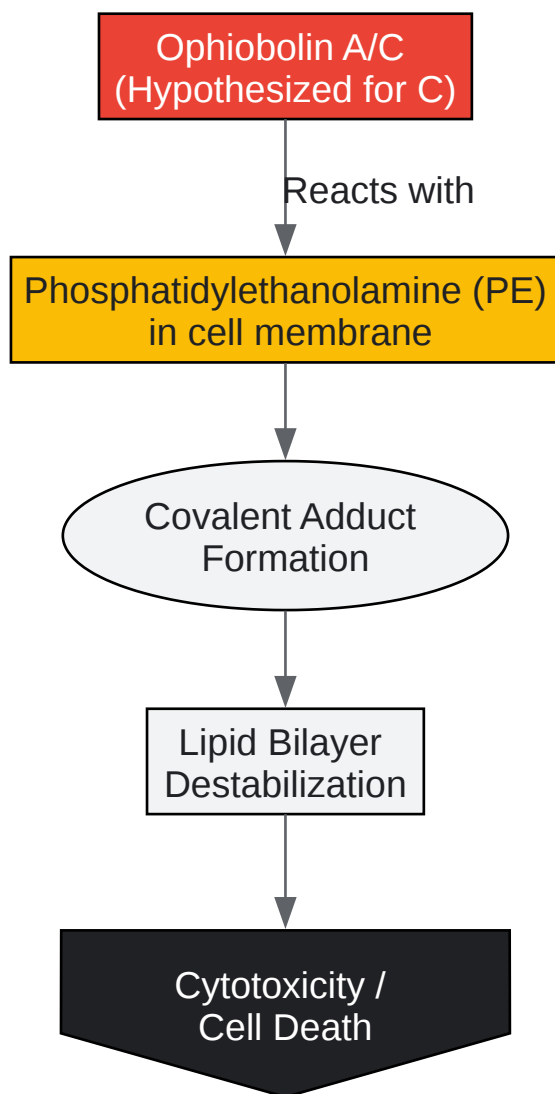 Ophiobolin A/C
(Hypothesized for C)
Reacts with
Phosphatidylethanolamine (PE)
in cell membrane
Covalent Adduct
Formation
Lipid Bilayer
Destabilization
Cytotoxicity /
Cell Death